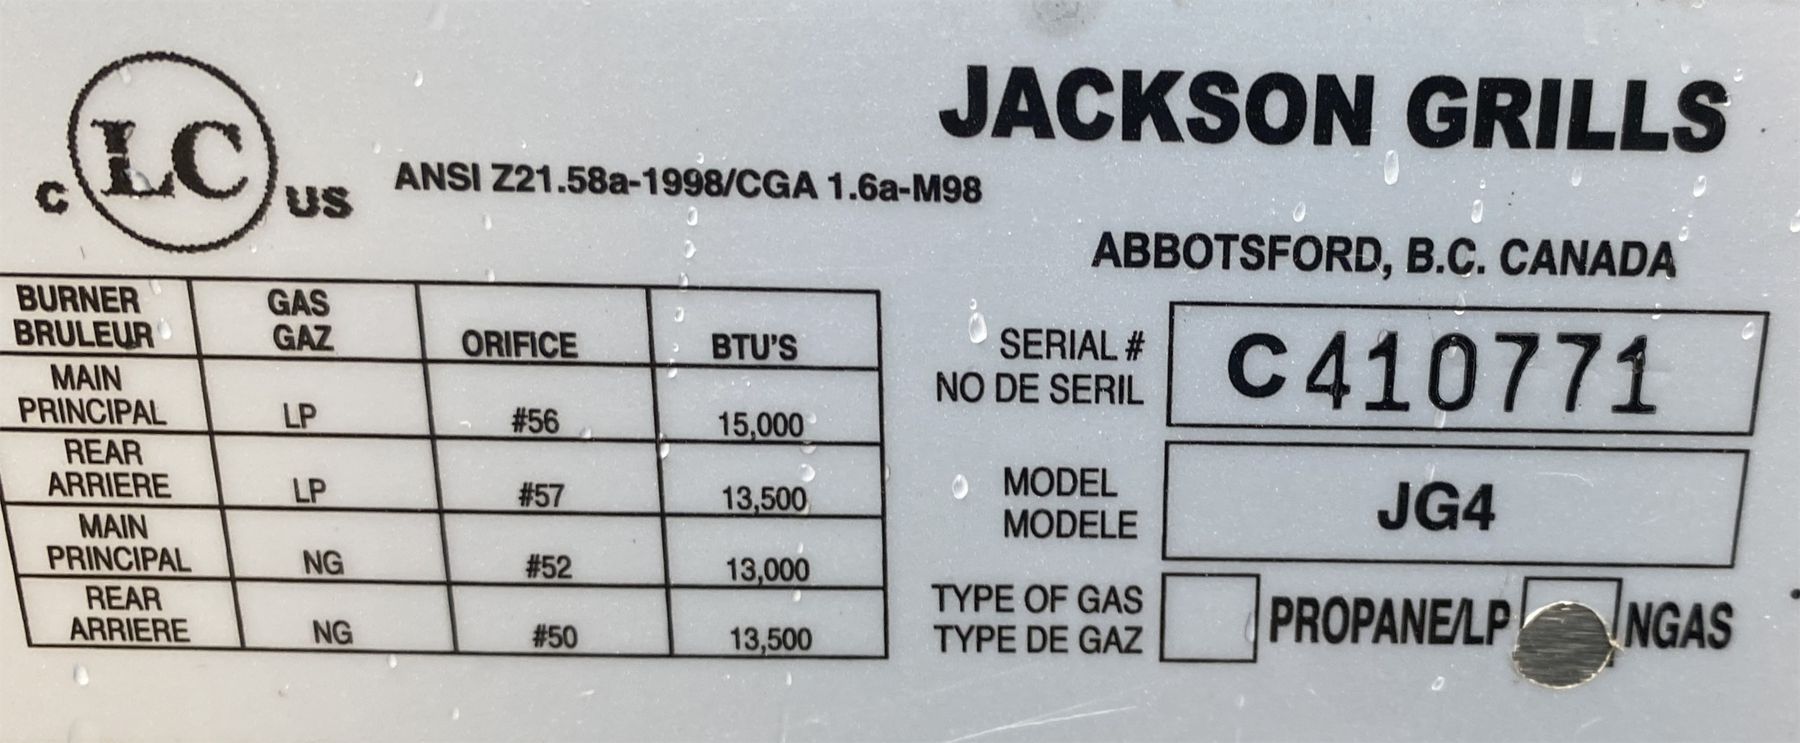 JACKSON GRILLS
C LC US
ANSI Z21.58a-1998/CGA 1.6a-M98
ABBOTSFORD, B.C. CANADA
BURNER GAS
BRULEUR GAZ ORIFICE BTU'S
MAIN
PRINCIPAL LP #56 15,000
REAR
ARRIERE LP #57 13,500
MAIN
PRINCIPAL NG #52 13,000
REAR
ARRIERE NG #50 13,500
SERIAL #
NO DE SERIL
C410771
MODEL
MODELE
JG4
TYPE OF GAS
TYPE DE GAZ
PROPANE/LP NGAS